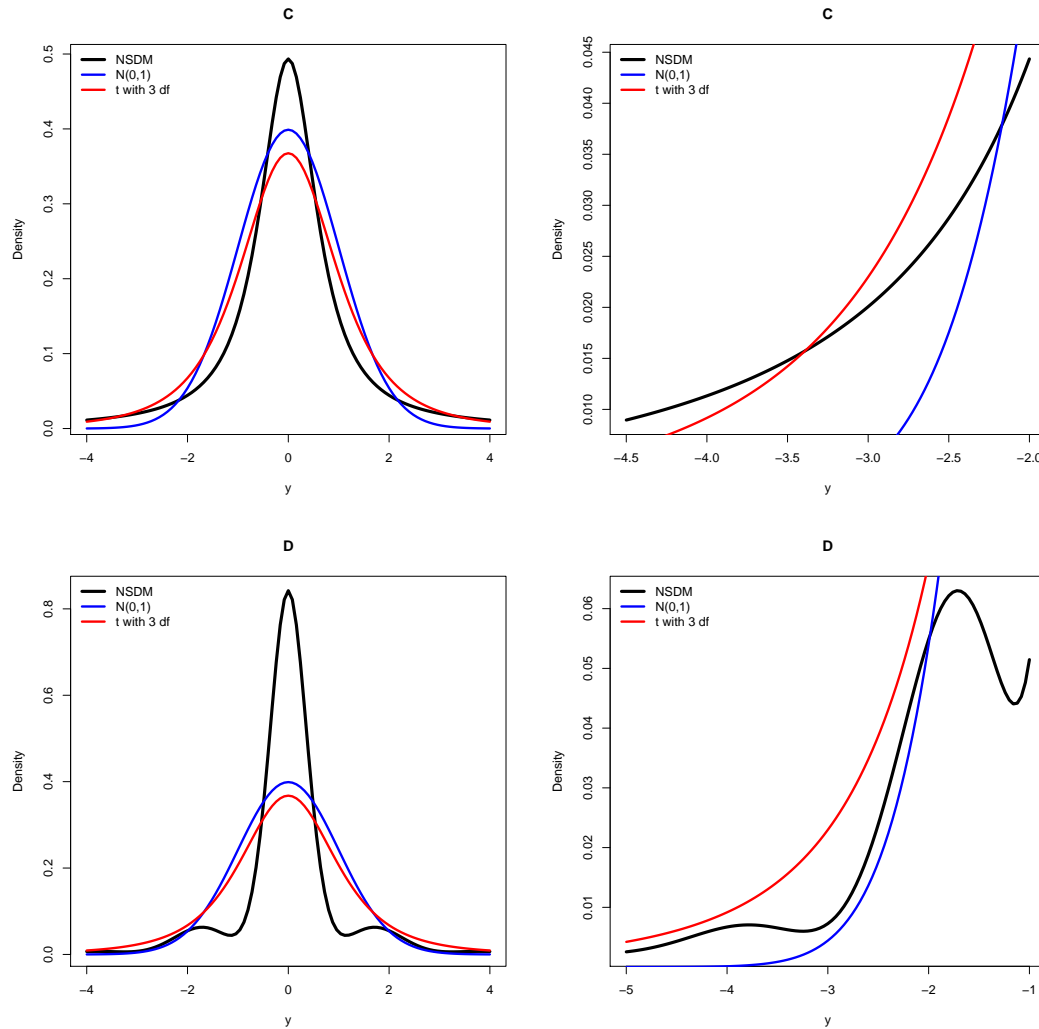 C
NSDM
N(0,1)
t with 3 df
0.0 0.1 0.2 0.3 0.4 0.5
Density
−4 −2 0 2 4
y
C
NSDM
N(0,1)
t with 3 df
0.010 0.015 0.020 0.025 0.030 0.035 0.040 0.045
Density
−4.5 −4.0 −3.5 −3.0 −2.5 −2.0
y
D
NSDM
N(0,1)
t with 3 df
0.0 0.2 0.4 0.6 0.8
Density
−4 −2 0 2 4
y
D
NSDM
N(0,1)
t with 3 df
0.01 0.02 0.03 0.04 0.05 0.06
Density
−5 −4 −3 −2 −1
y